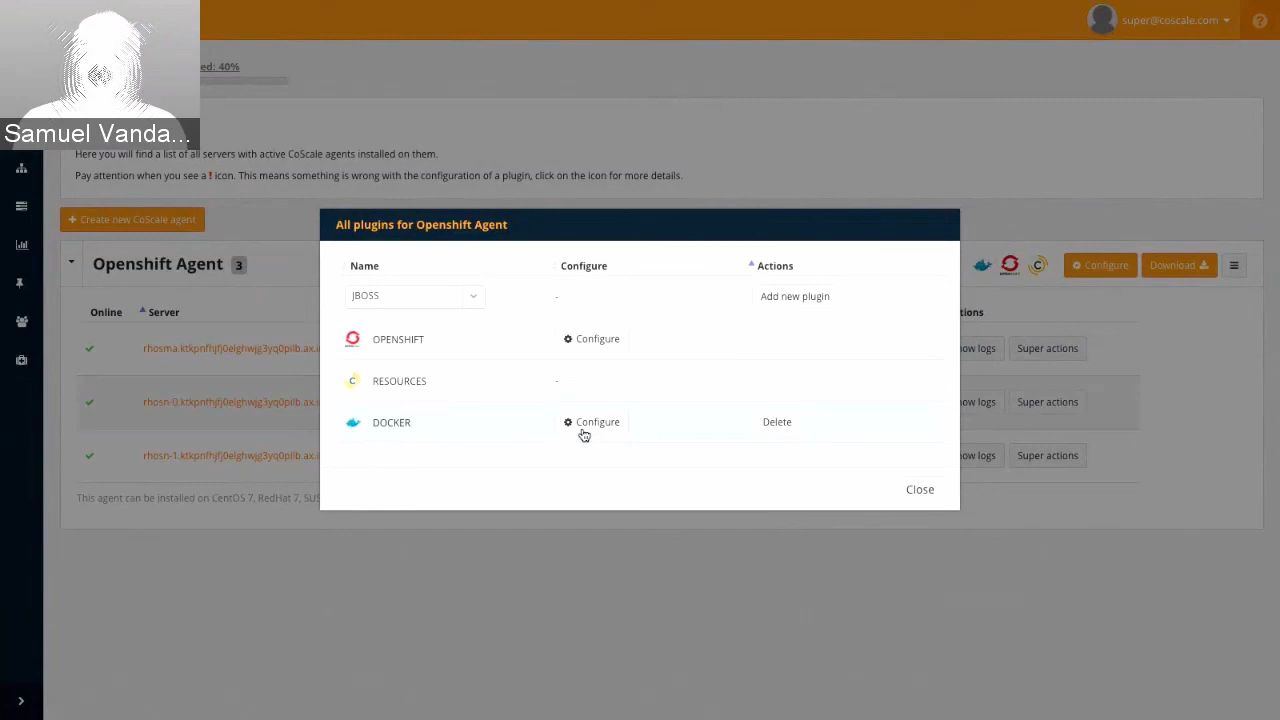 super@coscale.com
ed: 40%
Samuel Vanda...
Here you will find a list of all servers with active CoScale agents installed on them.
Pay attention when you see a ! icon. This means something is wrong with the configuration of a plugin, click on the icon for more details.
+ Create new CoScale agent
All plugins for Openshift Agent
Openshift Agent 3
Configure
Download
Name Configure Actions
JBOSS - Add new plugin
OPENSHIFT Configure
RESOURCES -
DOCKER Configure Delete
Close
Online Server ions
rhosma.ktkpnfhjfj0elghwjg3yq0pilb.ax.i ow logs Super actions
rhosn-0.ktkpnfhjfj0elghwjg3yq0pilb.ax.i ow logs Super actions
rhosn-1.ktkpnfhjfj0elghwjg3yq0pilb.ax.i ow logs Super actions
This agent can be installed on CentOS 7, RedHat 7, SUS